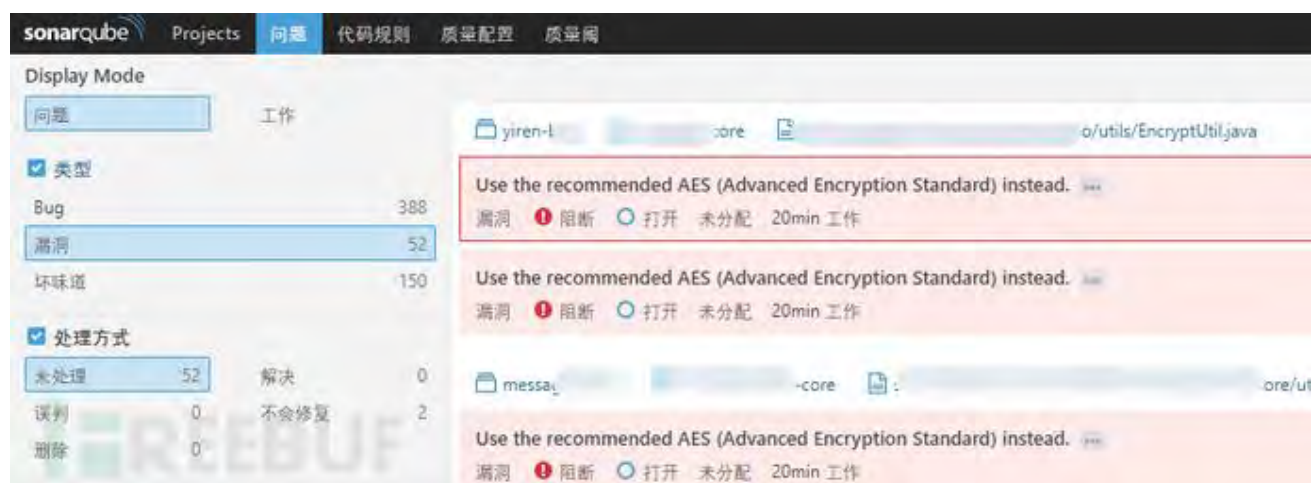 sonarqube Projects 问题 代码规则 质量配置 质量阈
Display Mode
问题 工作
类型
Bug 388
漏洞 52
坏味道 150
处理方式
未处理 52 解决 0
误判 0 不会修复 2
删除 0
REEBUF
yiren- core o/utils/EncryptUtil.java
Use the recommended AES (Advanced Encryption Standard) instead.
漏洞 阻断 打开 未分配 20min 工作
Use the recommended AES (Advanced Encryption Standard) instead.
漏洞 阻断 打开 未分配 20min 工作
messag -core ore/ut
Use the recommended AES (Advanced Encryption Standard) instead.
漏洞 阻断 打开 未分配 20min 工作